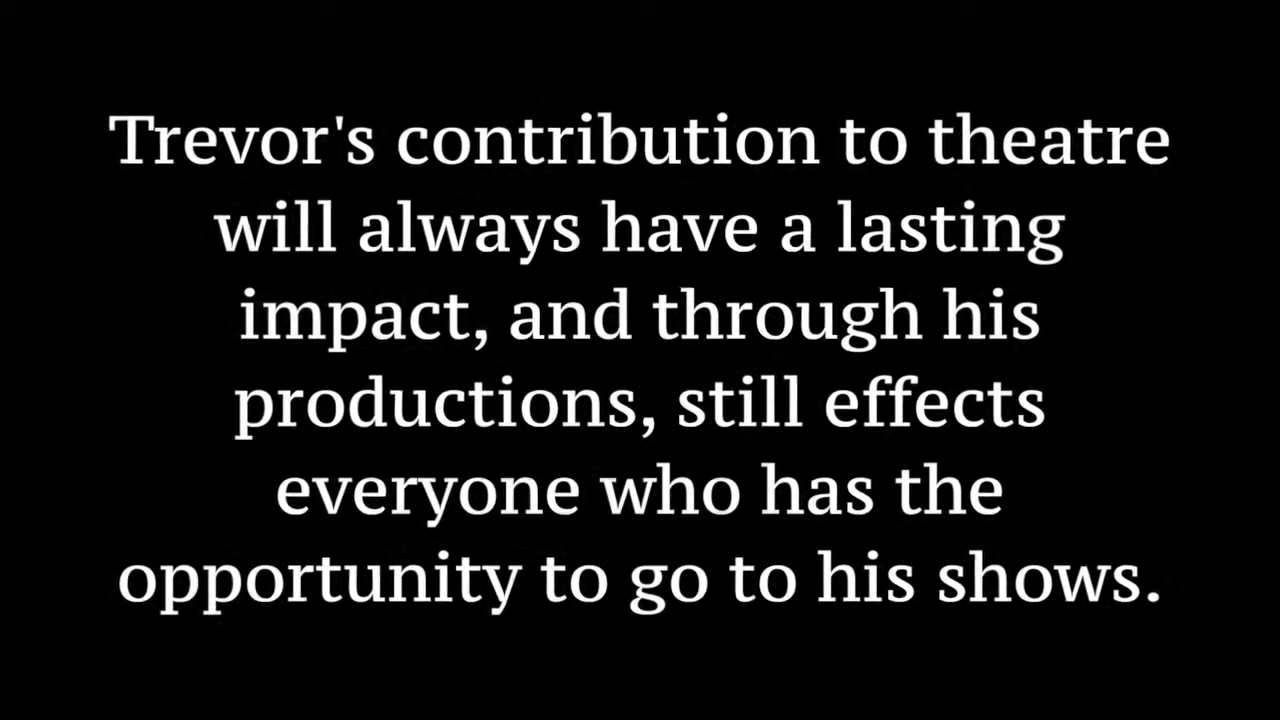 Trevor's contribution to theatre
will always have a lasting
impact, and through his
productions, still effects
everyone who has the
opportunity to go to his shows.